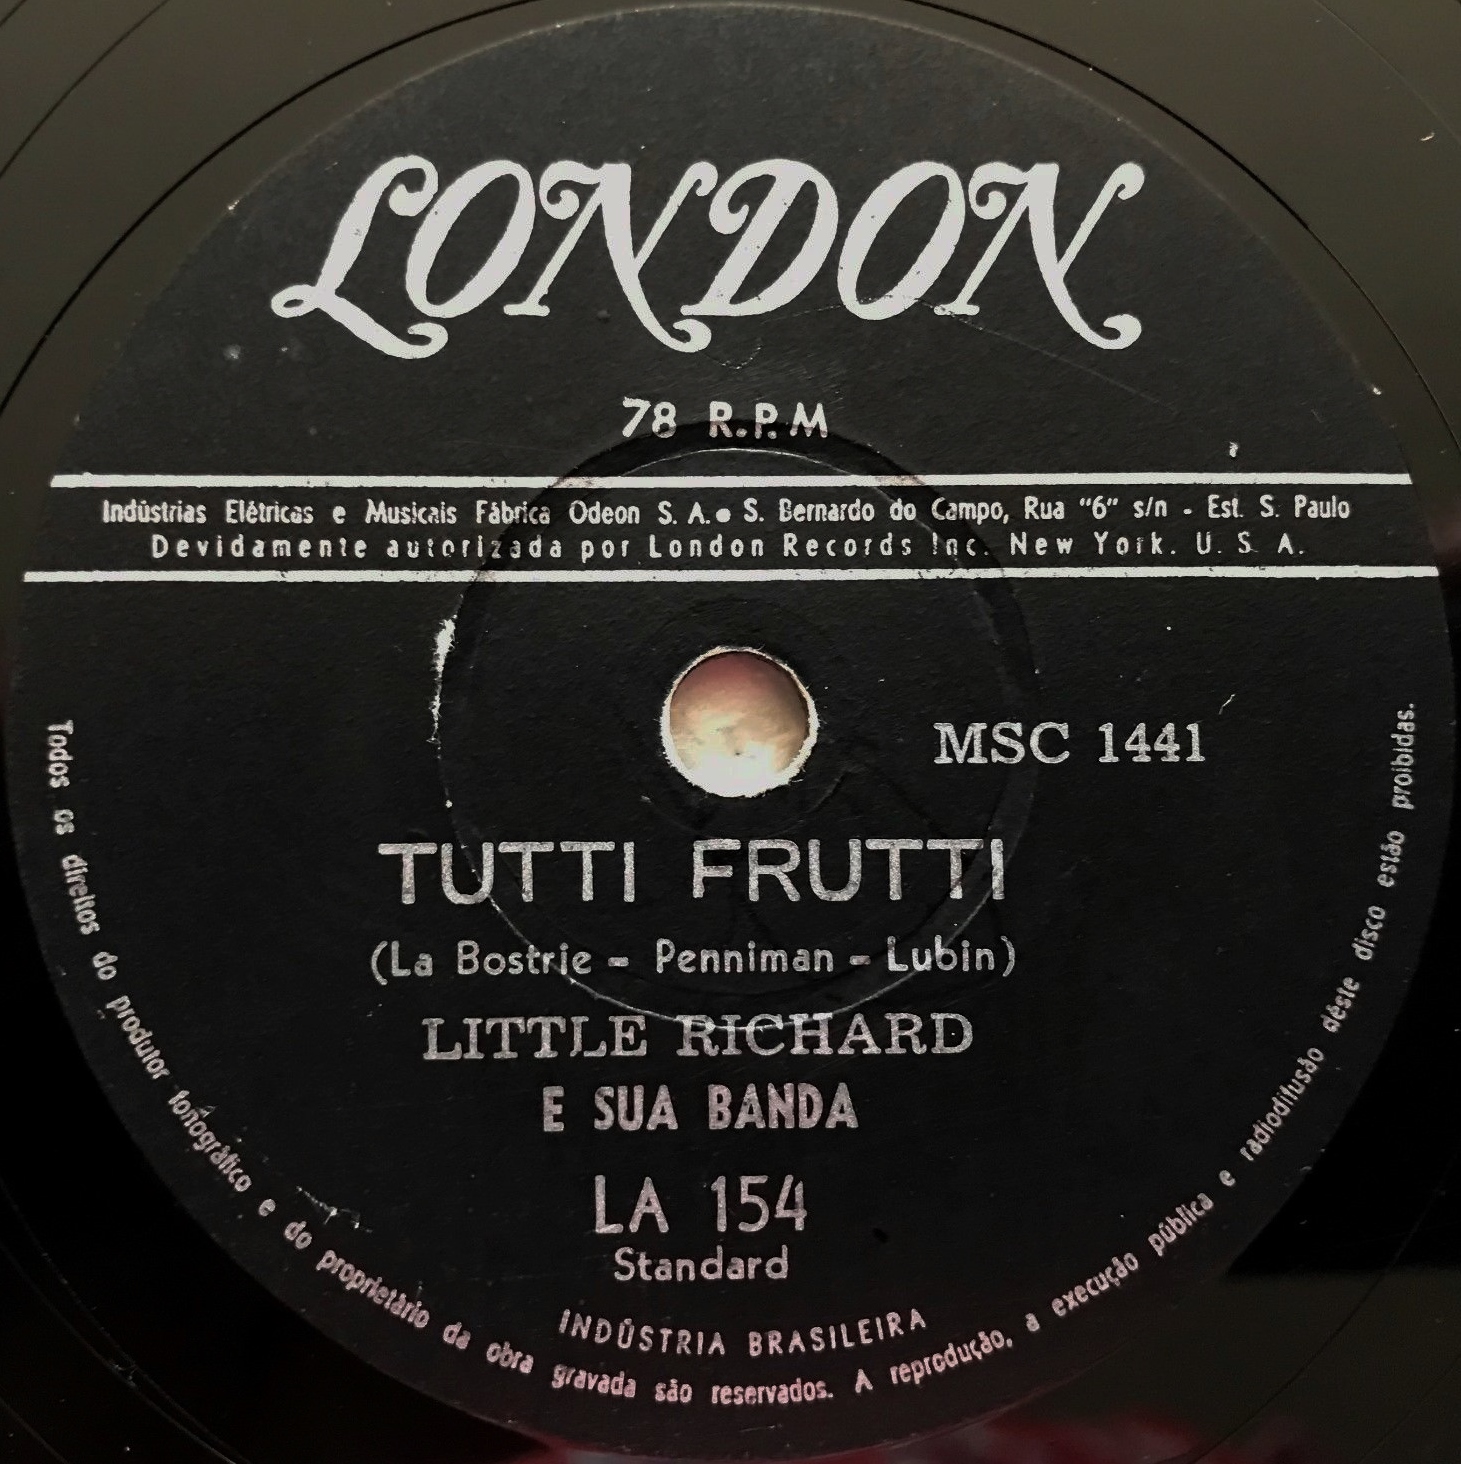 LONDON
78 R.P.M
Indústrias Elétricas e Musicais Fábrica Odeon S. A. • S. Bernardo do Campo, Rua “6” s/n - Est. S. Paulo
Devidamente autorizada por London Records Inc. New York. U. S. A.
MSC 1441
TUTTI FRUTTI
(La Bostrie - Penniman - Lubin)
LITTLE RICHARD
E SUA BANDA
LA 154
Standard
INDÚSTRIA BRASILEIRA
Todos os direitos do produtor fonográfico e do proprietário da obra gravada são reservados. A reprodução, a execução pública e radiodifusão dêste disco estão proibidas.